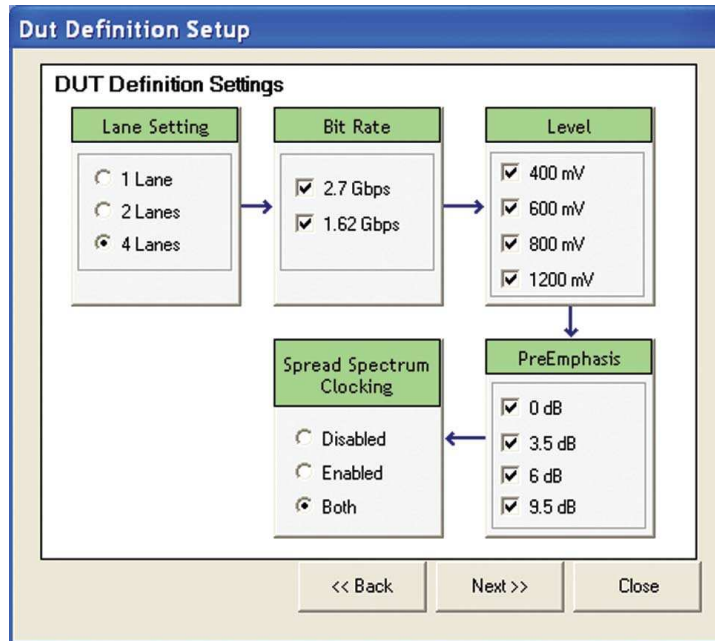 Dut Definition Setup
DUT Definition Settings
Lane Setting
1 Lane
2 Lanes
4 Lanes
Bit Rate
2.7 Gbps
1.62 Gbps
Level
400 mV
600 mV
800 mV
1200 mV
PreEmphasis
0 dB
3.5 dB
6 dB
9.5 dB
Spread Spectrum
Clocking
Disabled
Enabled
Both
<< Back
Next >>
Close